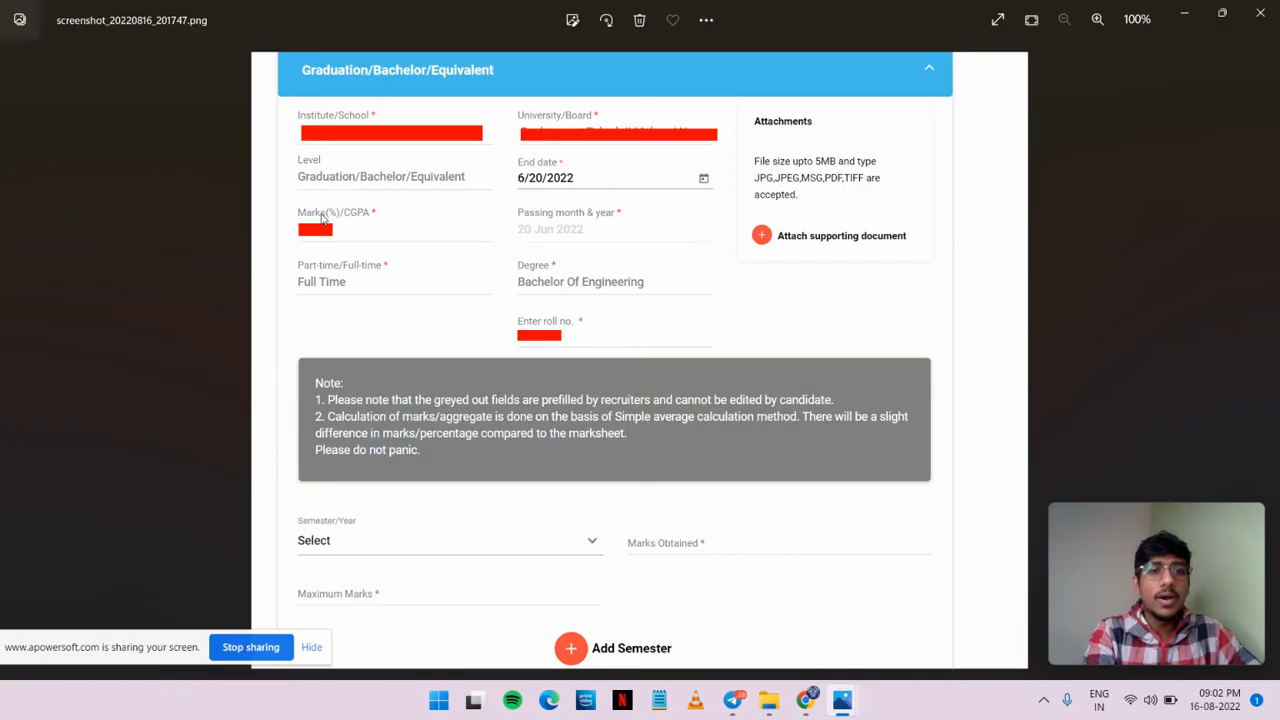 screenshot_20220816_201747.png
100%
Graduation/Bachelor/Equivalent
Institute/School *
University/Board *
Level
Graduation/Bachelor/Equivalent
End date *
6/20/2022
Marks(%)/CGPA *
Passing month & year *
20 Jun 2022
Part-time/Full-time *
Full Time
Degree *
Bachelor Of Engineering
Enter roll no. *
Attachments
File size upto 5MB and type
JPG,JPEG,MSG,PDF,TIFF are
accepted.
+ Attach supporting document
Note:
1. Please note that the greyed out fields are prefilled by recruiters and cannot be edited by candidate.
2. Calculation of marks/aggregate is done on the basis of Simple average calculation method. There will be a slight
difference in marks/percentage compared to the marksheet.
Please do not panic.
Semester/Year
Select
Marks Obtained *
Maximum Marks *
+ Add Semester
www.apowersoft.com is sharing your screen.
Stop sharing
Hide
ENG
IN
09:02 PM
16-08-2022